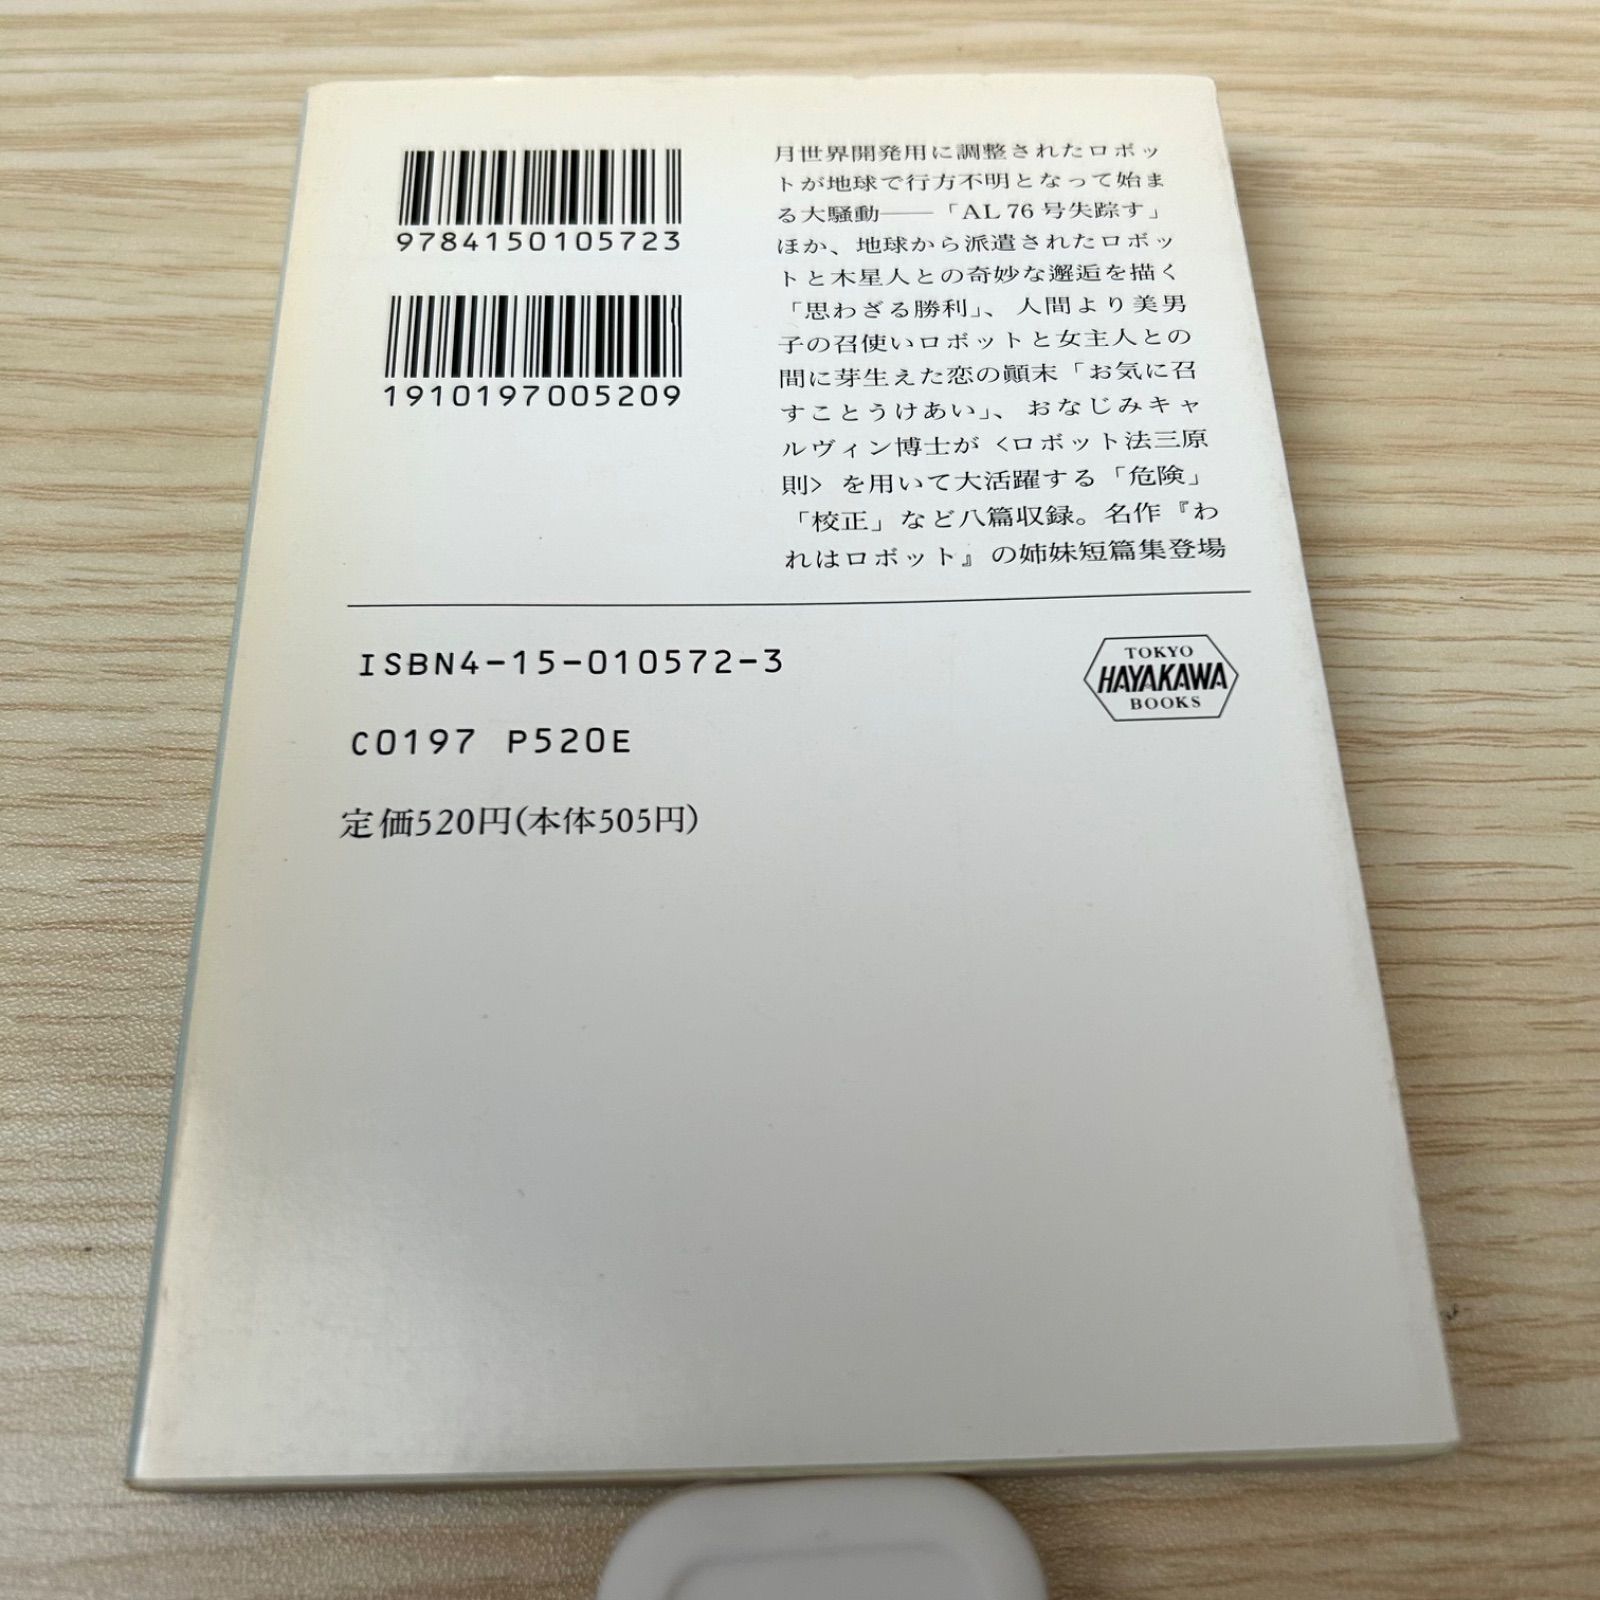 9784150105723
1910197005209
月世界開発用に調整されたロボッ
トが地球で行方不明となって始ま
る大騒動――「AL76号失踪す」
ほか、地球から派遣されたロボッ
トと木星人との奇妙な邂逅を描く
「思わざる勝利」、人間より美男
子の召使いロボットと女主人との
間に芽生えた恋の顚末「お気に召
すことうけあい」、おなじみキャ
ルヴィン博士が〈ロボット法三原
則〉を用いて大活躍する「危険」
「校正」など八篇収録。名作『わ
れはロボット』の姉妹短篇集登場
ISBN4-15-010572-3
C0197 P520E
定価520円(本体505円)
TOKYO
HAYAKAWA
BOOKS